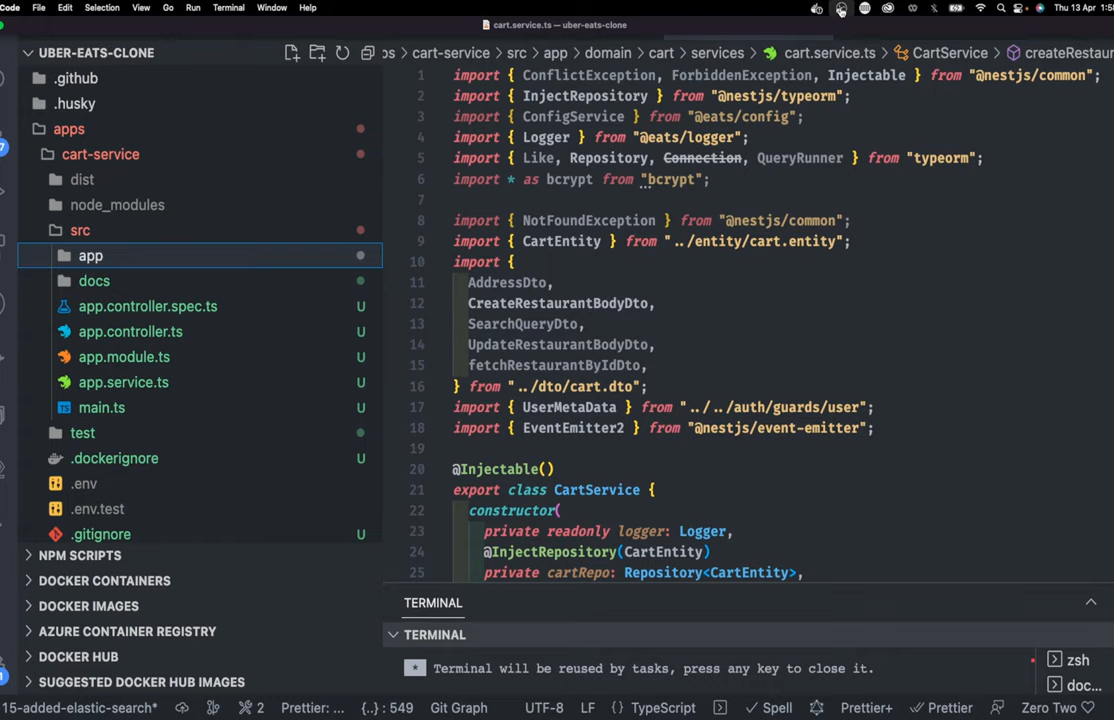 Code File Edit Selection View Go Run Terminal Window Help Thu 13 Apr 1:5
cart.service.ts — uber-eats-clone
UBER-EATS-CLONE
os > cart-service > src > app > domain > cart > services > cart.service.ts > CartService > createRestau
.github
.husky
apps
cart-service
dist
node_modules
src
app
docs
app.controller.spec.ts U
app.controller.ts U
app.module.ts U
app.service.ts U
main.ts U
test
.dockerignore U
.env
.env.test
.gitignore U
NPM SCRIPTS
DOCKER CONTAINERS
DOCKER IMAGES
AZURE CONTAINER REGISTRY
DOCKER HUB
SUGGESTED DOCKER HUB IMAGES
1 import { ConflictException, ForbiddenException, Injectable } from "@nestjs/common";
2 import { InjectRepository } from "@nestjs/typeorm";
3 import { ConfigService } from "@eats/config";
4 import { Logger } from "@eats/logger";
5 import { Like, Repository, Connection, QueryRunner } from "typeorm";
6 import * as bcrypt from "bcrypt";
7
8 import { NotFoundException } from "@nestjs/common";
9 import { CartEntity } from "../entity/cart.entity";
10 import {
11 AddressDto,
12 CreateRestaurantBodyDto,
13 SearchQueryDto,
14 UpdateRestaurantBodyDto,
15 fetchRestaurantByIdDto,
16 } from "../dto/cart.dto";
17 import { UserMetaData } from "../../auth/guards/user";
18 import { EventEmitter2 } from "@nestjs/event-emitter";
19
20 @Injectable()
21 export class CartService {
22 constructor(
23 private readonly logger: Logger,
24 @InjectRepository(CartEntity)
25 private cartRepo: Repository<CartEntity>,
TERMINAL
TERMINAL
* Terminal will be reused by tasks, press any key to close it.
zsh
doc...
15-added-elastic-search* 2 Prettier: ... {..} : 549 Git Graph UTF-8 LF {} TypeScript Spell Prettier+ Prettier Zero Two